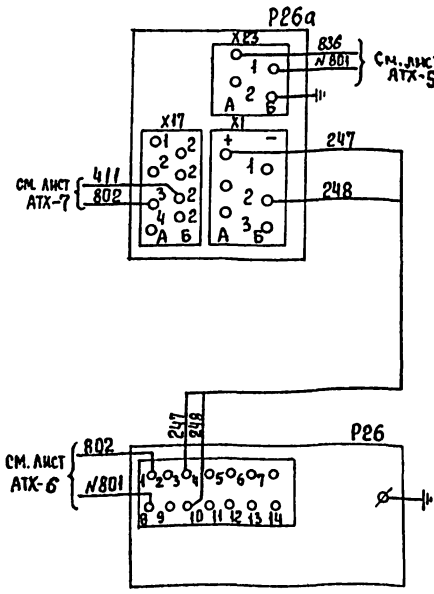 Р26а
Х23
836
1
N801
СМ. ЛИСТ
АТХ-5
А 2 Б
Х17
Х1
+ –
247
1 2
2 2
1
411
СМ. ЛИСТ
АТХ-7
802
3 2
2
248
4 2
3
А Б
А Б
247
248
Р26
802
СМ. ЛИСТ
АТХ-6
N801
1 2 3 4 5 6 7
8 9 10 11 12 13 14